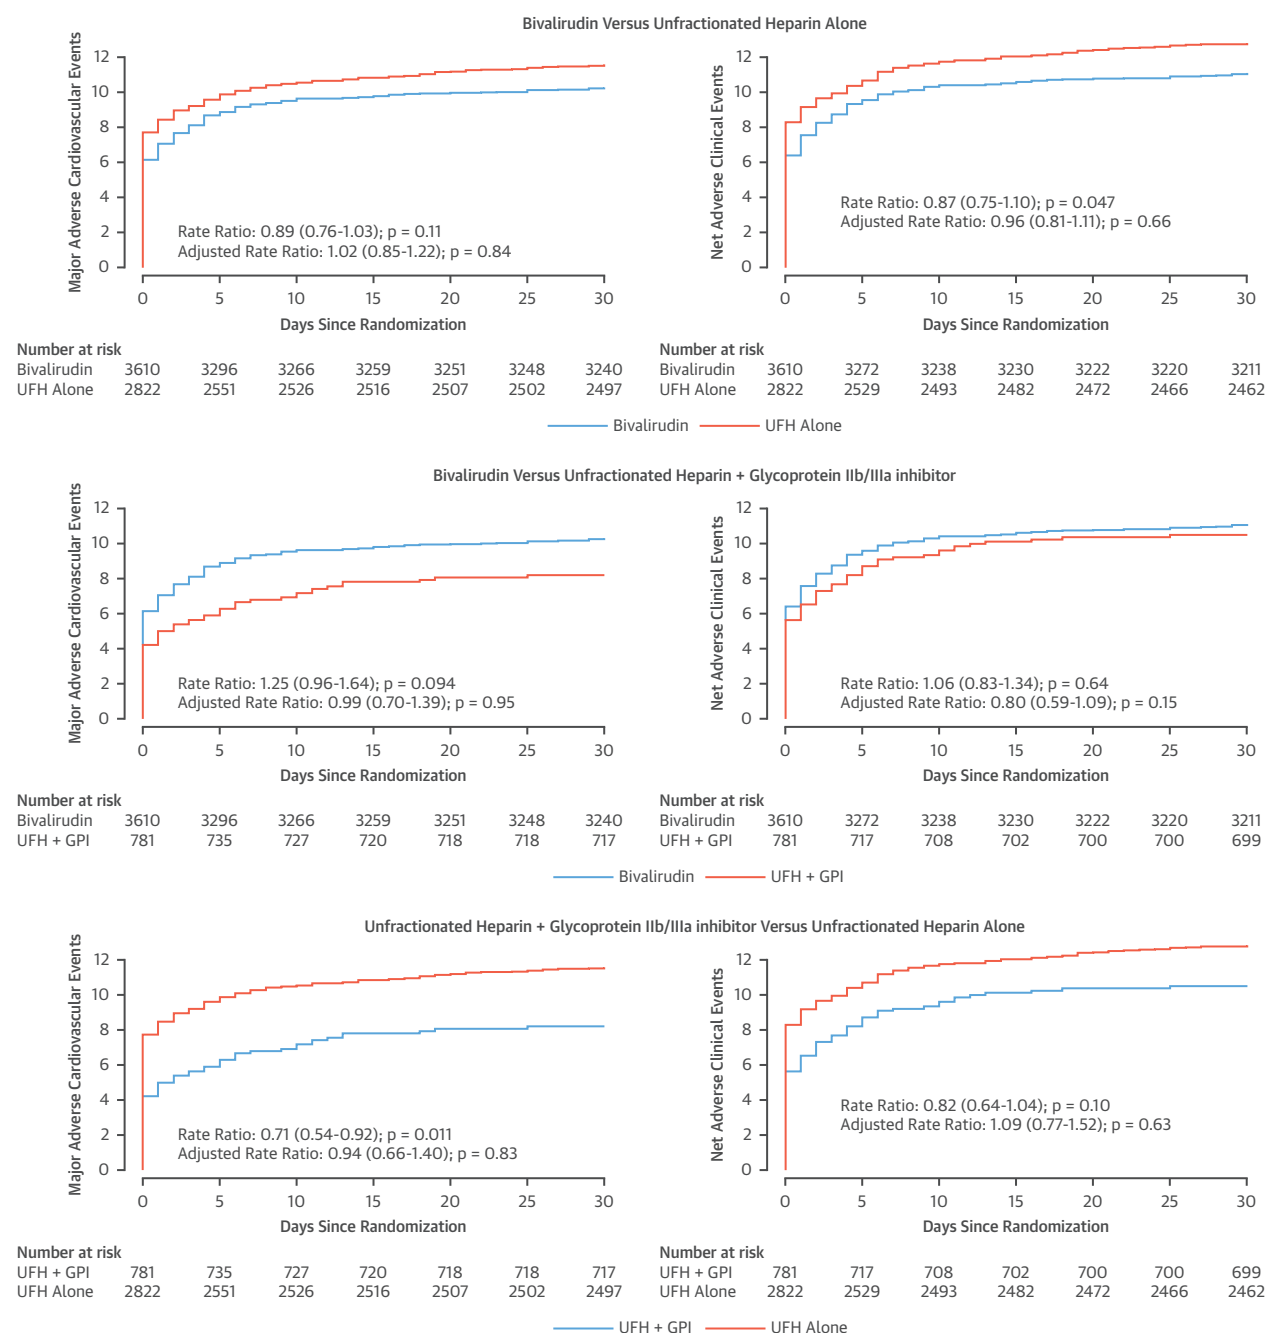 Bivalirudin Versus Unfractionated Heparin Alone
Major Adverse Cardiovascular Events
12
10
8
6
4
2
0
Rate Ratio: 0.89 (0.76-1.03); p = 0.11
Adjusted Rate Ratio: 1.02 (0.85-1.22); p = 0.84
0 5 10 15 20 25 30
Days Since Randomization
Number at risk
Bivalirudin 3610 3296 3266 3259 3251 3248 3240
UFH Alone 2822 2551 2526 2516 2507 2502 2497
Net Adverse Clinical Events
12
10
8
6
4
2
0
Rate Ratio: 0.87 (0.75-1.10); p = 0.047
Adjusted Rate Ratio: 0.96 (0.81-1.11); p = 0.66
0 5 10 15 20 25 30
Days Since Randomization
Number at risk
Bivalirudin 3610 3272 3238 3230 3222 3220 3211
UFH Alone 2822 2529 2493 2482 2472 2466 2462
Bivalirudin UFH Alone
Bivalirudin Versus Unfractionated Heparin + Glycoprotein IIb/IIIa inhibitor
Major Adverse Cardiovascular Events
12
10
8
6
4
2
0
Rate Ratio: 1.25 (0.96-1.64); p = 0.094
Adjusted Rate Ratio: 0.99 (0.70-1.39); p = 0.95
0 5 10 15 20 25 30
Days Since Randomization
Number at risk
Bivalirudin 3610 3296 3266 3259 3251 3248 3240
UFH + GPI 781 735 727 720 718 718 717
Net Adverse Clinical Events
12
10
8
6
4
2
0
Rate Ratio: 1.06 (0.83-1.34); p = 0.64
Adjusted Rate Ratio: 0.80 (0.59-1.09); p = 0.15
0 5 10 15 20 25 30
Days Since Randomization
Number at risk
Bivalirudin 3610 3272 3238 3230 3222 3220 3211
UFH + GPI 781 717 708 702 700 700 699
Bivalirudin UFH + GPI
Unfractionated Heparin + Glycoprotein IIb/IIIa inhibitor Versus Unfractionated Heparin Alone
Major Adverse Cardiovascular Events
12
10
8
6
4
2
0
Rate Ratio: 0.71 (0.54-0.92); p = 0.011
Adjusted Rate Ratio: 0.94 (0.66-1.40); p = 0.83
0 5 10 15 20 25 30
Days Since Randomization
Number at risk
UFH + GPI 781 735 727 720 718 718 717
UFH Alone 2822 2551 2526 2516 2507 2502 2497
Net Adverse Clinical Events
12
10
8
6
4
2
0
Rate Ratio: 0.82 (0.64-1.04); p = 0.10
Adjusted Rate Ratio: 1.09 (0.77-1.52); p = 0.63
0 5 10 15 20 25 30
Days Since Randomization
Number at risk
UFH + GPI 781 717 708 702 700 700 699
UFH Alone 2822 2529 2493 2482 2472 2466 2462
UFH + GPI UFH Alone